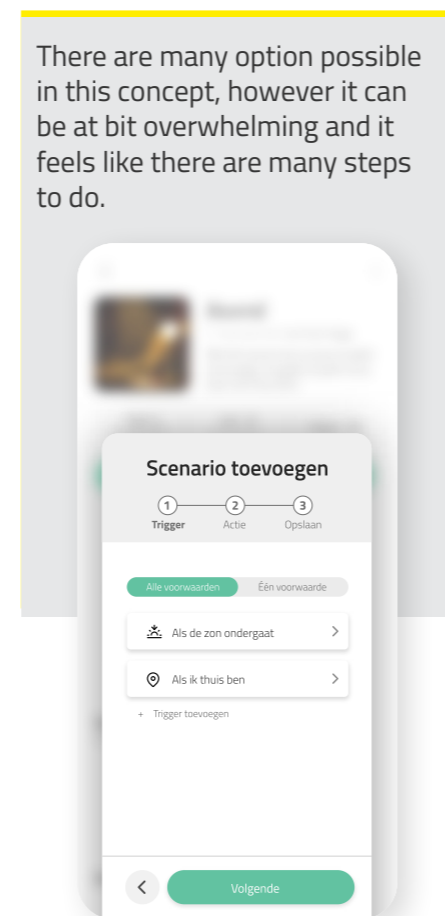 There are many option possible
in this concept, however it can
be at bit overwhelming and it
feels like there are many steps
to do.
Scenario toevoegen
1 2 3
Trigger Actie Opslaan
Alle voorwaarden Één voorwaarde
Als de zon ondergaat
Als ik thuis ben
+ Trigger toevoegen
Volgende